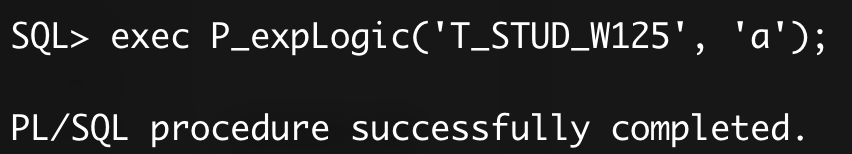 SQL> exec P_expLogic('T_STUD_W125', 'a');
PL/SQL procedure successfully completed.